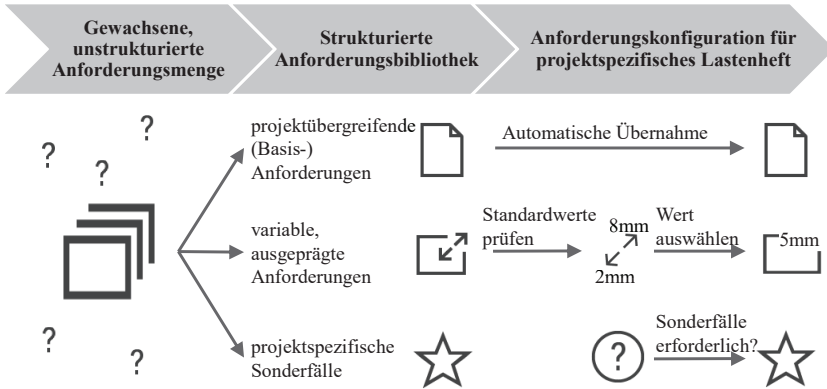 Gewachsene,
unstrukturierte
Anforderungsmenge
Strukturierte
Anforderungsbibliothek
Anforderungskonfiguration für
projektspezifisches Lastenheft
?
?
?
?
?
projektübergreifende
(Basis-)
Anforderungen
Automatische Übernahme
variable,
ausgeprägte
Anforderungen
Standardwerte
prüfen
8mm
2mm
Wert
auswählen
5mm
projektspezifische
Sonderfälle
?
Sonderfälle
erforderlich?